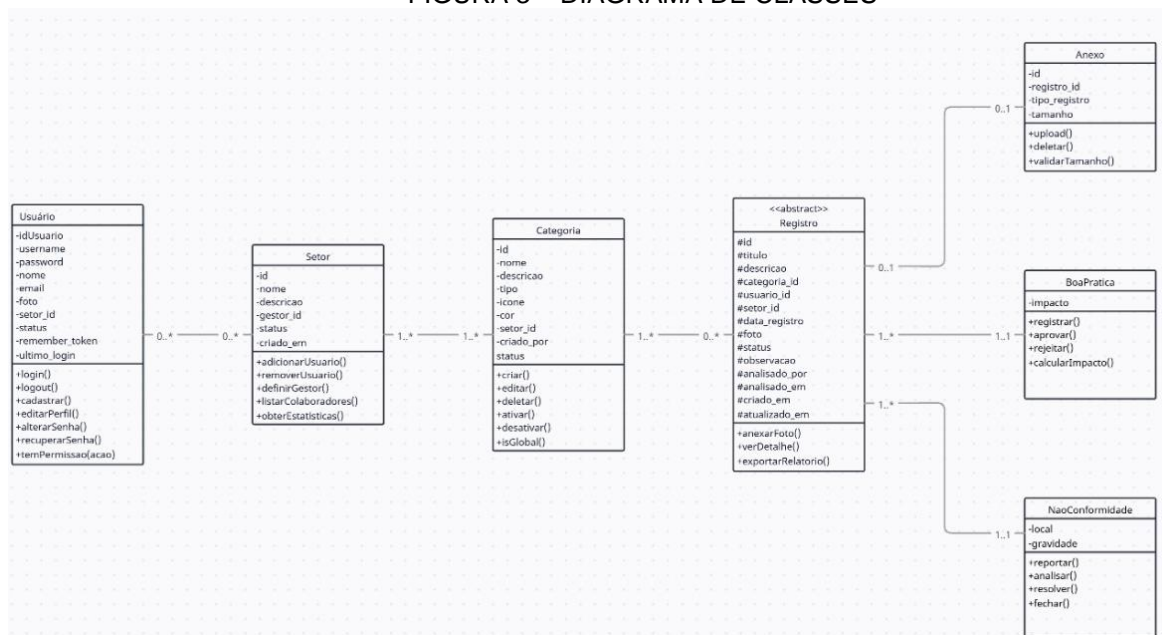 Usuário
-idUsuario
-username
-password
-nome
-email
-foto
-setor_id
-status
-remember_token
-ultimo_login
+login()
+logout()
+cadastrar()
+editarPerfil()
+alterarSenha()
+recuperarSenha()
+temPermissao(acao)
0..*
0..*
Setor
-id
-nome
-descricao
-gestor_id
-status
-criado_em
+adicionarUsuario()
+removerUsuario()
+definirGestor()
+listarColaboradores()
+obterEstatisticas()
1..*
1..*
Categoria
-id
-nome
-descricao
-tipo
-icone
-cor
-setor_id
-criado_por
status
+criar()
+editar()
+deletar()
+ativar()
+desativar()
+isGlobal()
1..*
0..*
<<abstract>>
Registro
#id
#titulo
#descricao
#categoria_id
#usuario_id
#setor_id
#data_registro
#foto
#status
#observacao
#analisado_por
#analisado_em
#criado_em
#atualizado_em
+anexarFoto()
+verDetalhe()
+exportarRelatorio()
0..1
0..1
Anexo
-id
-registro_id
-tipo_registro
-tamanho
+upload()
+deletar()
+validarTamanho()
1..*
1..1
BoaPratica
-impacto
+registrar()
+aprovar()
+rejeitar()
+calcularImpacto()
1..*
1..1
NaoConformidade
-local
-gravidade
+reportar()
+analisar()
+resolver()
+fechar()